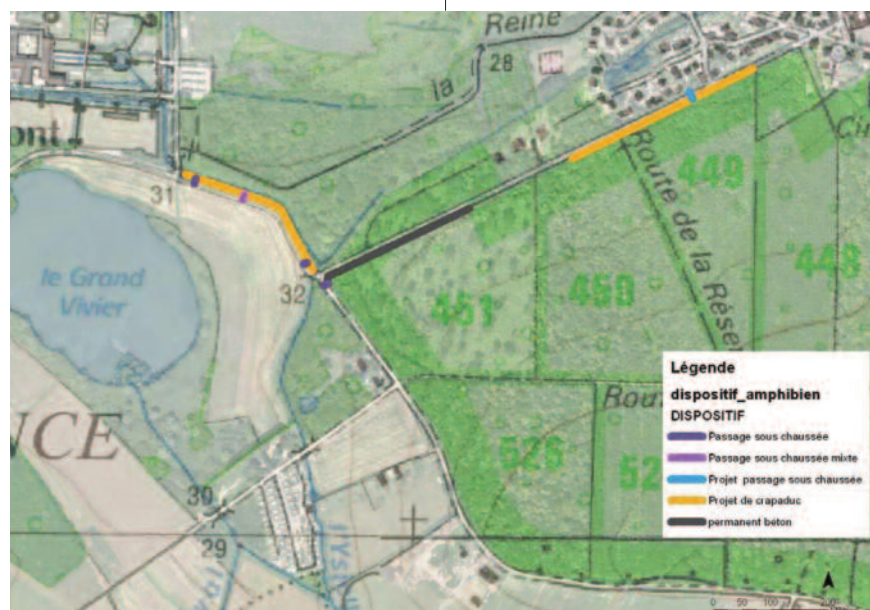 Reine
la
28
31
le Grand
Vivier
32
449
Route de la Rése
448
450
451
NCE
Rou
526
52
30
29
Légende
dispositif_amphibien
DISPOSITIF
Passage sous chaussée
Passage sous chaussée mixte
Projet passage sous chaussée
Projet de crapaduc
permanent béton
0 50 100